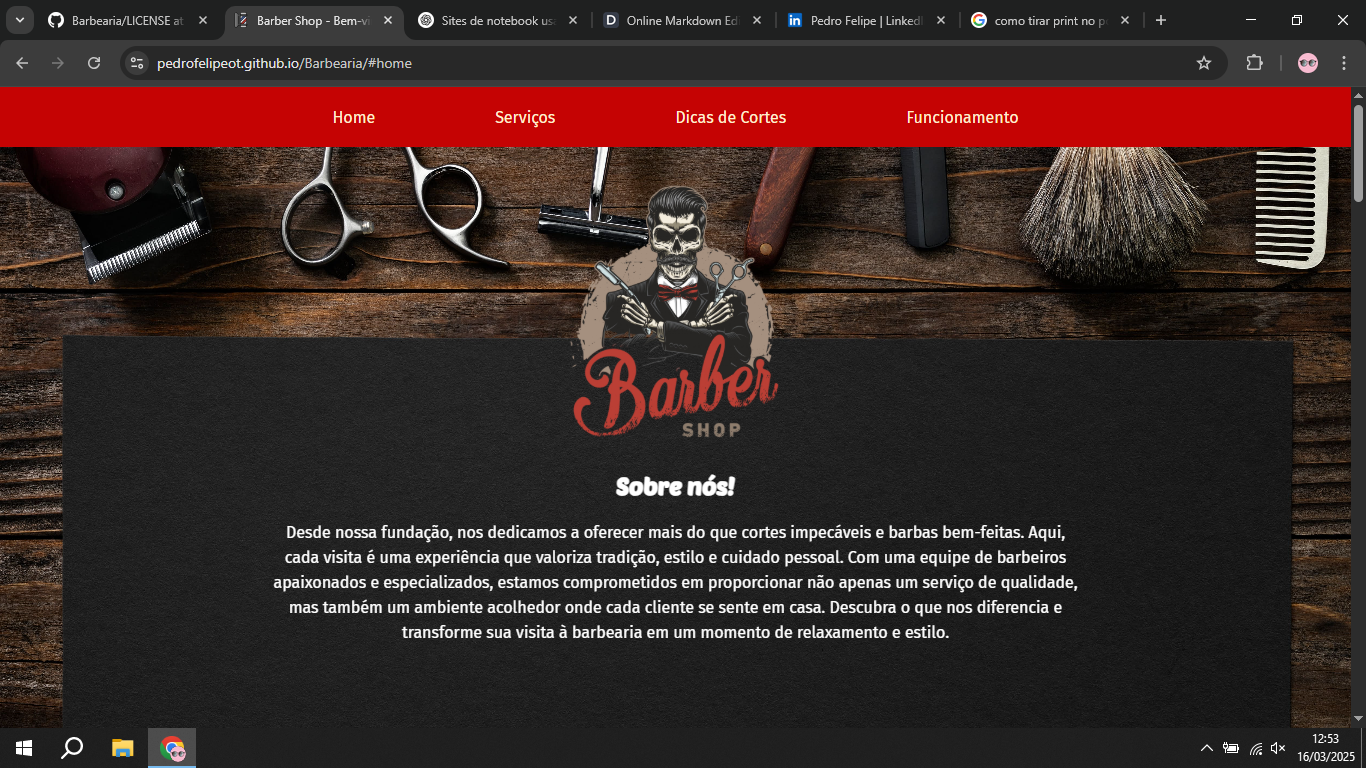 Barbearia/LICENSE at
Barber Shop - Bem-vi
Sites de notebook usa
Online Markdown Edi
Pedro Felipe | LinkedI
como tirar print no p
pedrofelipeot.github.io/Barbearia/#home
Home
Serviços
Dicas de Cortes
Funcionamento
Barber
SHOP
Sobre nós!
Desde nossa fundação, nos dedicamos a oferecer mais do que cortes impecáveis e barbas bem-feitas. Aqui,
cada visita é uma experiência que valoriza tradição, estilo e cuidado pessoal. Com uma equipe de barbeiros
apaixonados e especializados, estamos comprometidos em proporcionar não apenas um serviço de qualidade,
mas também um ambiente acolhedor onde cada cliente se sente em casa. Descubra o que nos diferencia e
transforme sua visita à barbearia em um momento de relaxamento e estilo.
12:53
16/03/2025